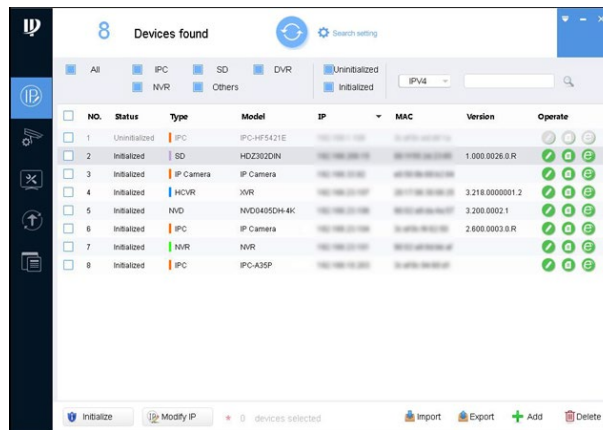 8 Devices found Search setting
All IPC SD DVR Uninitialized
NVR Others Initialized IPV4
NO. Status Type Model IP MAC Version Operate
1 Uninitialized IPC IPC-HF5421E
2 Initialized SD HDZ302DIN 1.000.0026.0.R
3 Initialized IP Camera IP Camera
4 Initialized HCVR XVR 3.218.0000001.2
5 Initialized NVD NVD0405DH-4K 3.200.0002.1
6 Initialized IPC IP Camera 2.600.0003.0.R
7 Initialized NVR NVR
8 Initialized IPC IPC-A35P
Initialize Modify IP * 0 devices selected Import Export Add Delete